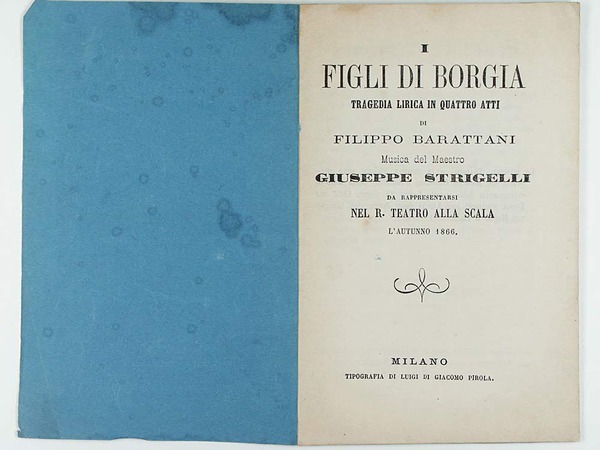 I
FIGLI DI BORGIA
TRAGEDIA LIRICA IN QUATTRO ATTI
DI
FILIPPO BARATTANI
Musica del Maestro
GIUSEPPE STRIGELLI
DA RAPPRESENTARSI
NEL R. TEATRO ALLA SCALA
L'AUTUNNO 1866.
MILANO
TIPOGRAFIA DI LUIGI DI GIACOMO PIROLA.